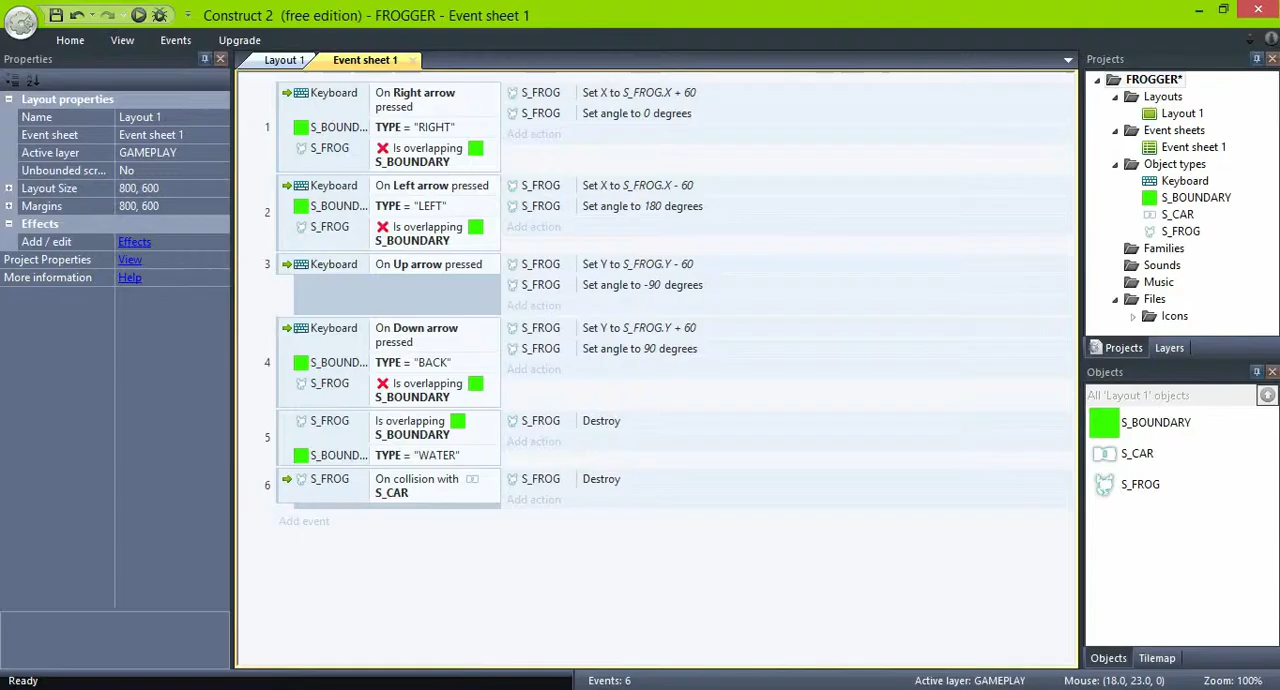 Construct 2 (free edition) - FROGGER - Event sheet 1
Home View Events Upgrade
Properties
Layout properties
Name Layout 1
Event sheet Event sheet 1
Active layer GAMEPLAY
Unbounded scr... No
Layout Size 800, 600
Margins 800, 600
Effects
Add / edit Effects
Project Properties View
More information Help
Layout 1 Event sheet 1
1
Keyboard On Right arrow pressed
S_BOUND... TYPE = "RIGHT"
S_FROG Is overlapping S_BOUNDARY
S_FROG Set X to S_FROG.X + 60
S_FROG Set angle to 0 degrees
Add action
2
Keyboard On Left arrow pressed
S_BOUND... TYPE = "LEFT"
S_FROG Is overlapping S_BOUNDARY
S_FROG Set X to S_FROG.X - 60
S_FROG Set angle to 180 degrees
Add action
3
Keyboard On Up arrow pressed
S_FROG Set Y to S_FROG.Y - 60
S_FROG Set angle to -90 degrees
Add action
4
Keyboard On Down arrow pressed
S_BOUND... TYPE = "BACK"
S_FROG Is overlapping S_BOUNDARY
S_FROG Set Y to S_FROG.Y + 60
S_FROG Set angle to 90 degrees
Add action
5
S_FROG Is overlapping S_BOUNDARY
S_BOUND... TYPE = "WATER"
S_FROG Destroy
Add action
6
S_FROG On collision with S_CAR
S_FROG Destroy
Add action
Add event
Projects
FROGGER*
Layouts
Layout 1
Event sheets
Event sheet 1
Object types
Keyboard
S_BOUNDARY
S_CAR
S_FROG
Families
Sounds
Music
Files
Icons
Projects Layers
Objects
All 'Layout 1' objects
S_BOUNDARY
S_CAR
S_FROG
Objects Tilemap
Ready Events: 6 Active layer: GAMEPLAY Mouse: (18.0, 23.0, 0) Zoom: 100%